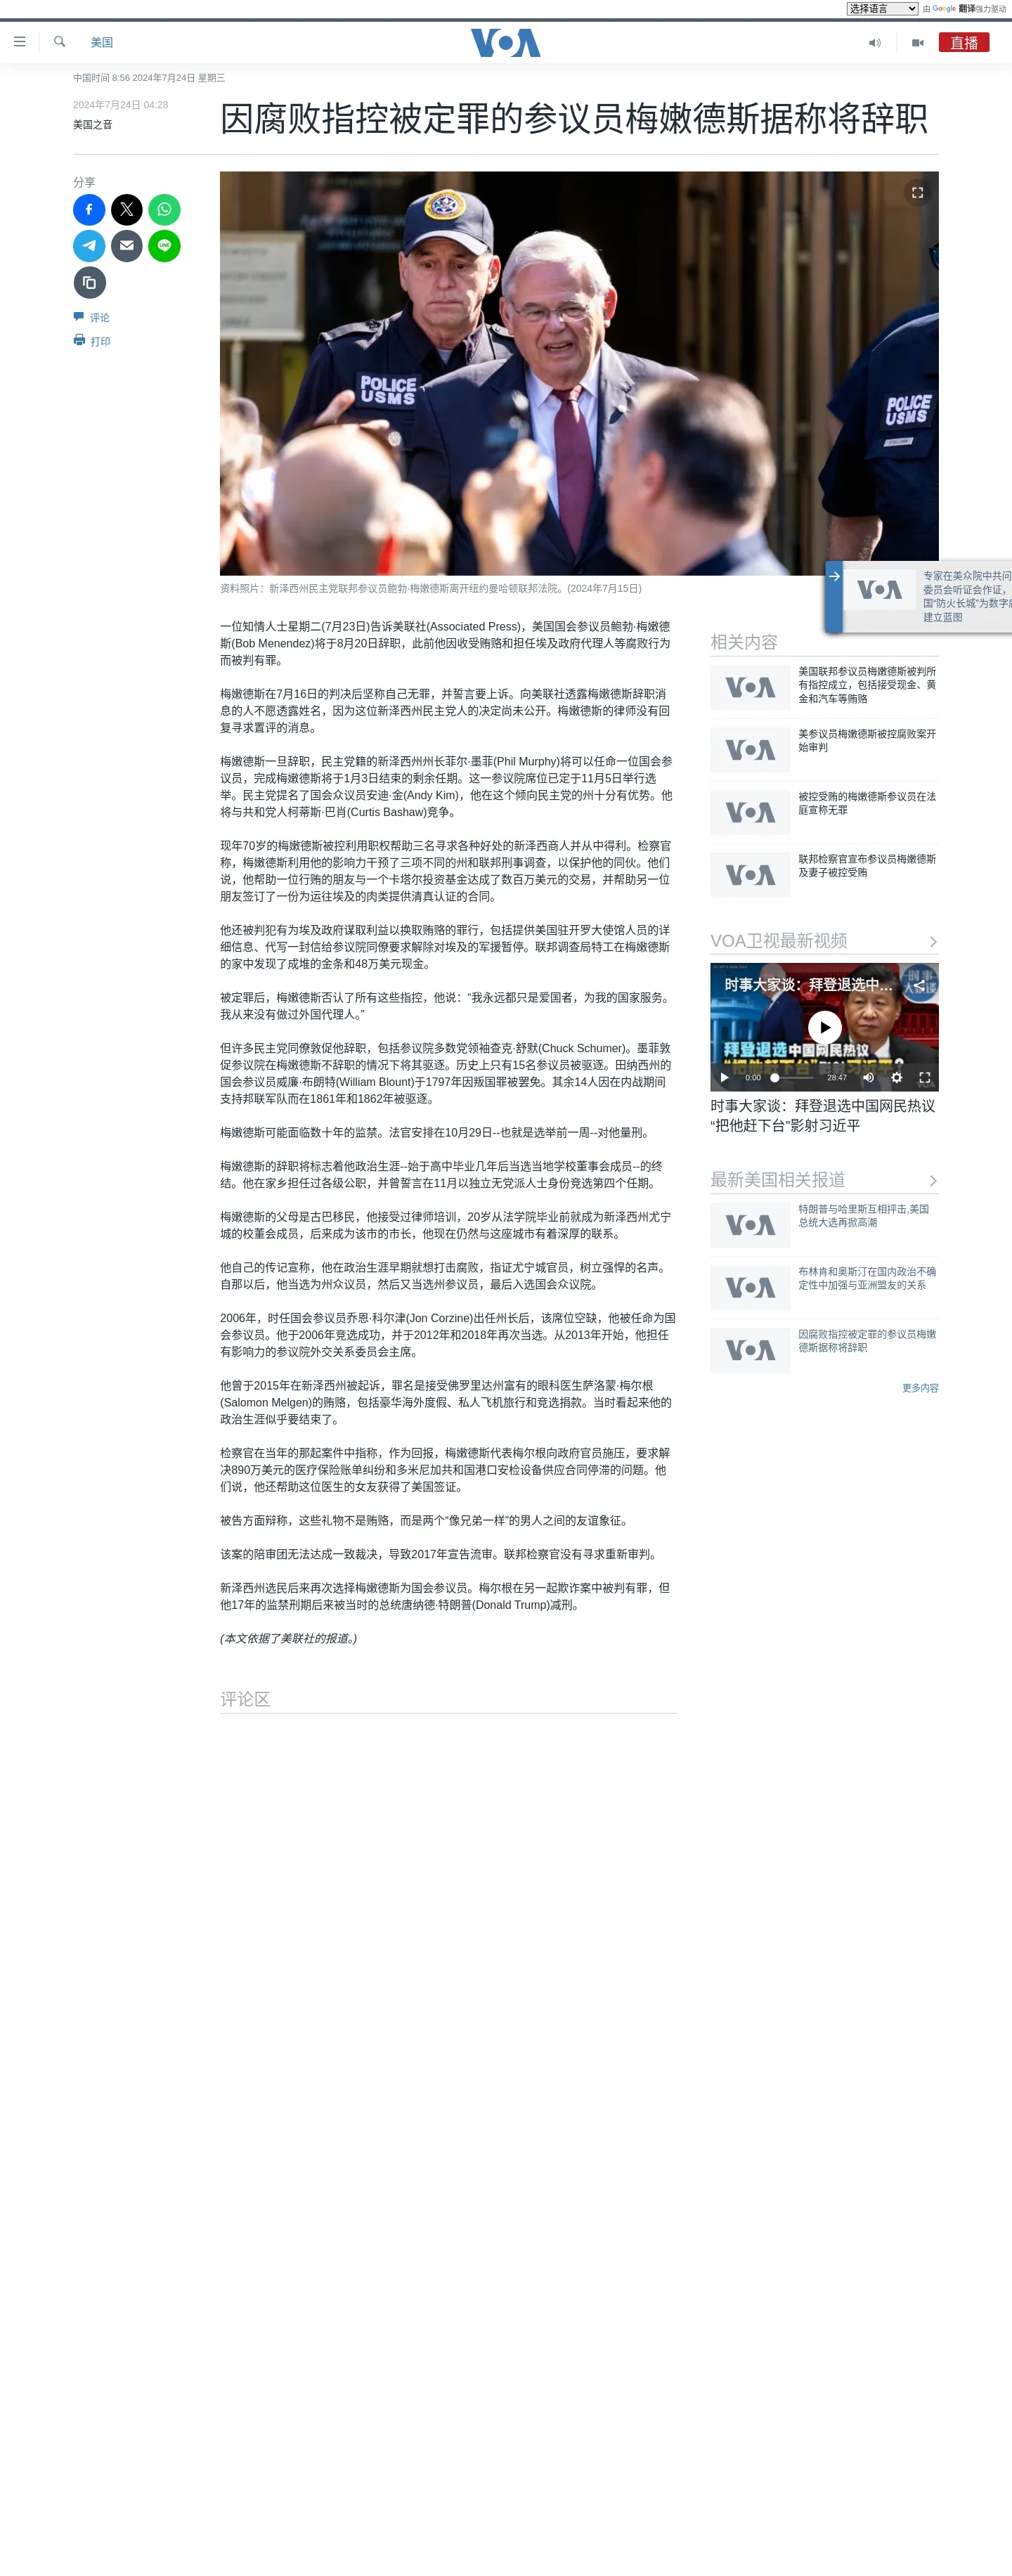 选择语言
由 Google 翻译强力驱动
美国
VOA
直播
中国时间 8:56 2024年7月24日 星期三
2024年7月24日 04:28
美国之音
因腐败指控被定罪的参议员梅嫩德斯据称将辞职
分享
评论
打印
POLICE
USMS
POLICE
USMS
资料照片：新泽西州民主党联邦参议员鲍勃·梅嫩德斯离开纽约曼哈顿联邦法院。(2024年7月15日)
一位知情人士星期二(7月23日)告诉美联社(Associated Press)，美国国会参议员鲍勃·梅嫩德
斯(Bob Menendez)将于8月20日辞职，此前他因收受贿赂和担任埃及政府代理人等腐败行为
而被判有罪。
梅嫩德斯在7月16日的判决后坚称自己无罪，并誓言要上诉。向美联社透露梅嫩德斯辞职消
息的人不愿透露姓名，因为这位新泽西州民主党人的决定尚未公开。梅嫩德斯的律师没有回
复寻求置评的消息。
梅嫩德斯一旦辞职，民主党籍的新泽西州州长菲尔·墨菲(Phil Murphy)将可以任命一位国会参
议员，完成梅嫩德斯将于1月3日结束的剩余任期。这一参议院席位已定于11月5日举行选
举。民主党提名了国会众议员安迪·金(Andy Kim)，他在这个倾向民主党的州十分有优势。他
将与共和党人柯蒂斯·巴肖(Curtis Bashaw)竞争。
现年70岁的梅嫩德斯被控利用职权帮助三名寻求各种好处的新泽西商人并从中得利。检察官
称，梅嫩德斯利用他的影响力干预了三项不同的州和联邦刑事调查，以保护他的同伙。他们
说，他帮助一位行贿的朋友与一个卡塔尔投资基金达成了数百万美元的交易，并帮助另一位
朋友签订了一份为运往埃及的肉类提供清真认证的合同。
他还被判犯有为埃及政府谋取利益以换取贿赂的罪行，包括提供美国驻开罗大使馆人员的详
细信息、代写一封信给参议院同僚要求解除对埃及的军援暂停。联邦调查局特工在梅嫩德斯
的家中发现了成堆的金条和48万美元现金。
被定罪后，梅嫩德斯否认了所有这些指控，他说：“我永远都只是爱国者，为我的国家服务。
我从来没有做过外国代理人。”
但许多民主党同僚敦促他辞职，包括参议院多数党领袖查克·舒默(Chuck Schumer)。墨菲敦
促参议院在梅嫩德斯不辞职的情况下将其驱逐。历史上只有15名参议员被驱逐。田纳西州的
国会参议员威廉·布朗特(William Blount)于1797年因叛国罪被罢免。其余14人因在内战期间
支持邦联军队而在1861年和1862年被驱逐。
梅嫩德斯可能面临数十年的监禁。法官安排在10月29日--也就是选举前一周--对他量刑。
梅嫩德斯的辞职将标志着他政治生涯--始于高中毕业几年后当选当地学校董事会成员--的终
结。他在家乡担任过各级公职，并曾誓言在11月以独立无党派人士身份竞选第四个任期。
梅嫩德斯的父母是古巴移民，他接受过律师培训，20岁从法学院毕业前就成为新泽西州尤宁
城的校董会成员，后来成为该市的市长，他现在仍然与这座城市有着深厚的联系。
他自己的传记宣称，他在政治生涯早期就想打击腐败，指证尤宁城官员，树立强悍的名声。
自那以后，他当选为州众议员，然后又当选州参议员，最后入选国会众议院。
2006年，时任国会参议员乔恩·科尔津(Jon Corzine)出任州长后，该席位空缺，他被任命为国
会参议员。他于2006年竞选成功，并于2012年和2018年再次当选。从2013年开始，他担任
有影响力的参议院外交关系委员会主席。
他曾于2015年在新泽西州被起诉，罪名是接受佛罗里达州富有的眼科医生萨洛蒙·梅尔根
(Salomon Melgen)的贿赂，包括豪华海外度假、私人飞机旅行和竞选捐款。当时看起来他的
政治生涯似乎要结束了。
检察官在当年的那起案件中指称，作为回报，梅嫩德斯代表梅尔根向政府官员施压，要求解
决890万美元的医疗保险账单纠纷和多米尼加共和国港口安检设备供应合同停滞的问题。他
们说，他还帮助这位医生的女友获得了美国签证。
被告方面辩称，这些礼物不是贿赂，而是两个“像兄弟一样”的男人之间的友谊象征。
该案的陪审团无法达成一致裁决，导致2017年宣告流审。联邦检察官没有寻求重新审判。
新泽西州选民后来再次选择梅嫩德斯为国会参议员。梅尔根在另一起欺诈案中被判有罪，但
他17年的监禁刑期后来被当时的总统唐纳德·特朗普(Donald Trump)减刑。
(本文依据了美联社的报道。)
评论区
VOA
专家在美众院中共问
委员会听证会作证，
国“防火长城”为数字
建立蓝图
相关内容
VOA
美国联邦参议员梅嫩德斯被判所
有指控成立，包括接受现金、黄
金和汽车等贿赂
VOA
美参议员梅嫩德斯被控腐败案开
始审判
VOA
被控受贿的梅嫩德斯参议员在法
庭宣称无罪
VOA
联邦检察官宣布参议员梅嫩德斯
及妻子被控受贿
VOA卫视最新视频
时事大家谈：拜登退选中...
拜登退选 中国网民热议
“把他赶下台”影射习近平？
0:00
28:47
时事大家谈：拜登退选中国网民热议
“把他赶下台”影射习近平
最新美国相关报道
VOA
特朗普与哈里斯互相抨击,美国
总统大选再掀高潮
VOA
布林肯和奥斯汀在国内政治不确
定性中加强与亚洲盟友的关系
VOA
因腐败指控被定罪的参议员梅嫩
德斯据称将辞职
更多内容